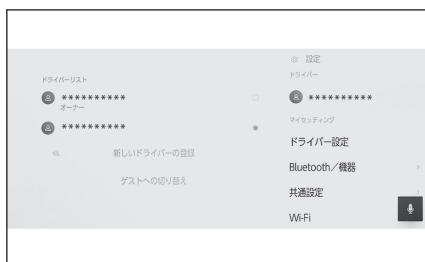 ドライバーリスト
**********
オーナー
**********
新しいドライバーの登録
ゲストへの切り替え
設定
ドライバー
**********
マイセッティング
ドライバー設定
Bluetooth／機器
共通設定
Wi-Fi